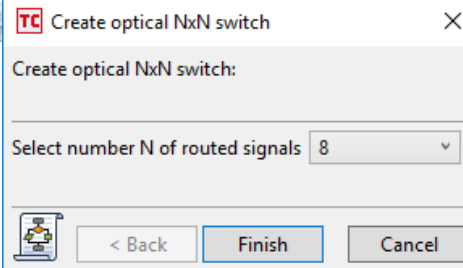 TC Create optical NxN switch
Create optical NxN switch:
Select number N of routed signals 8
< Back Finish Cancel